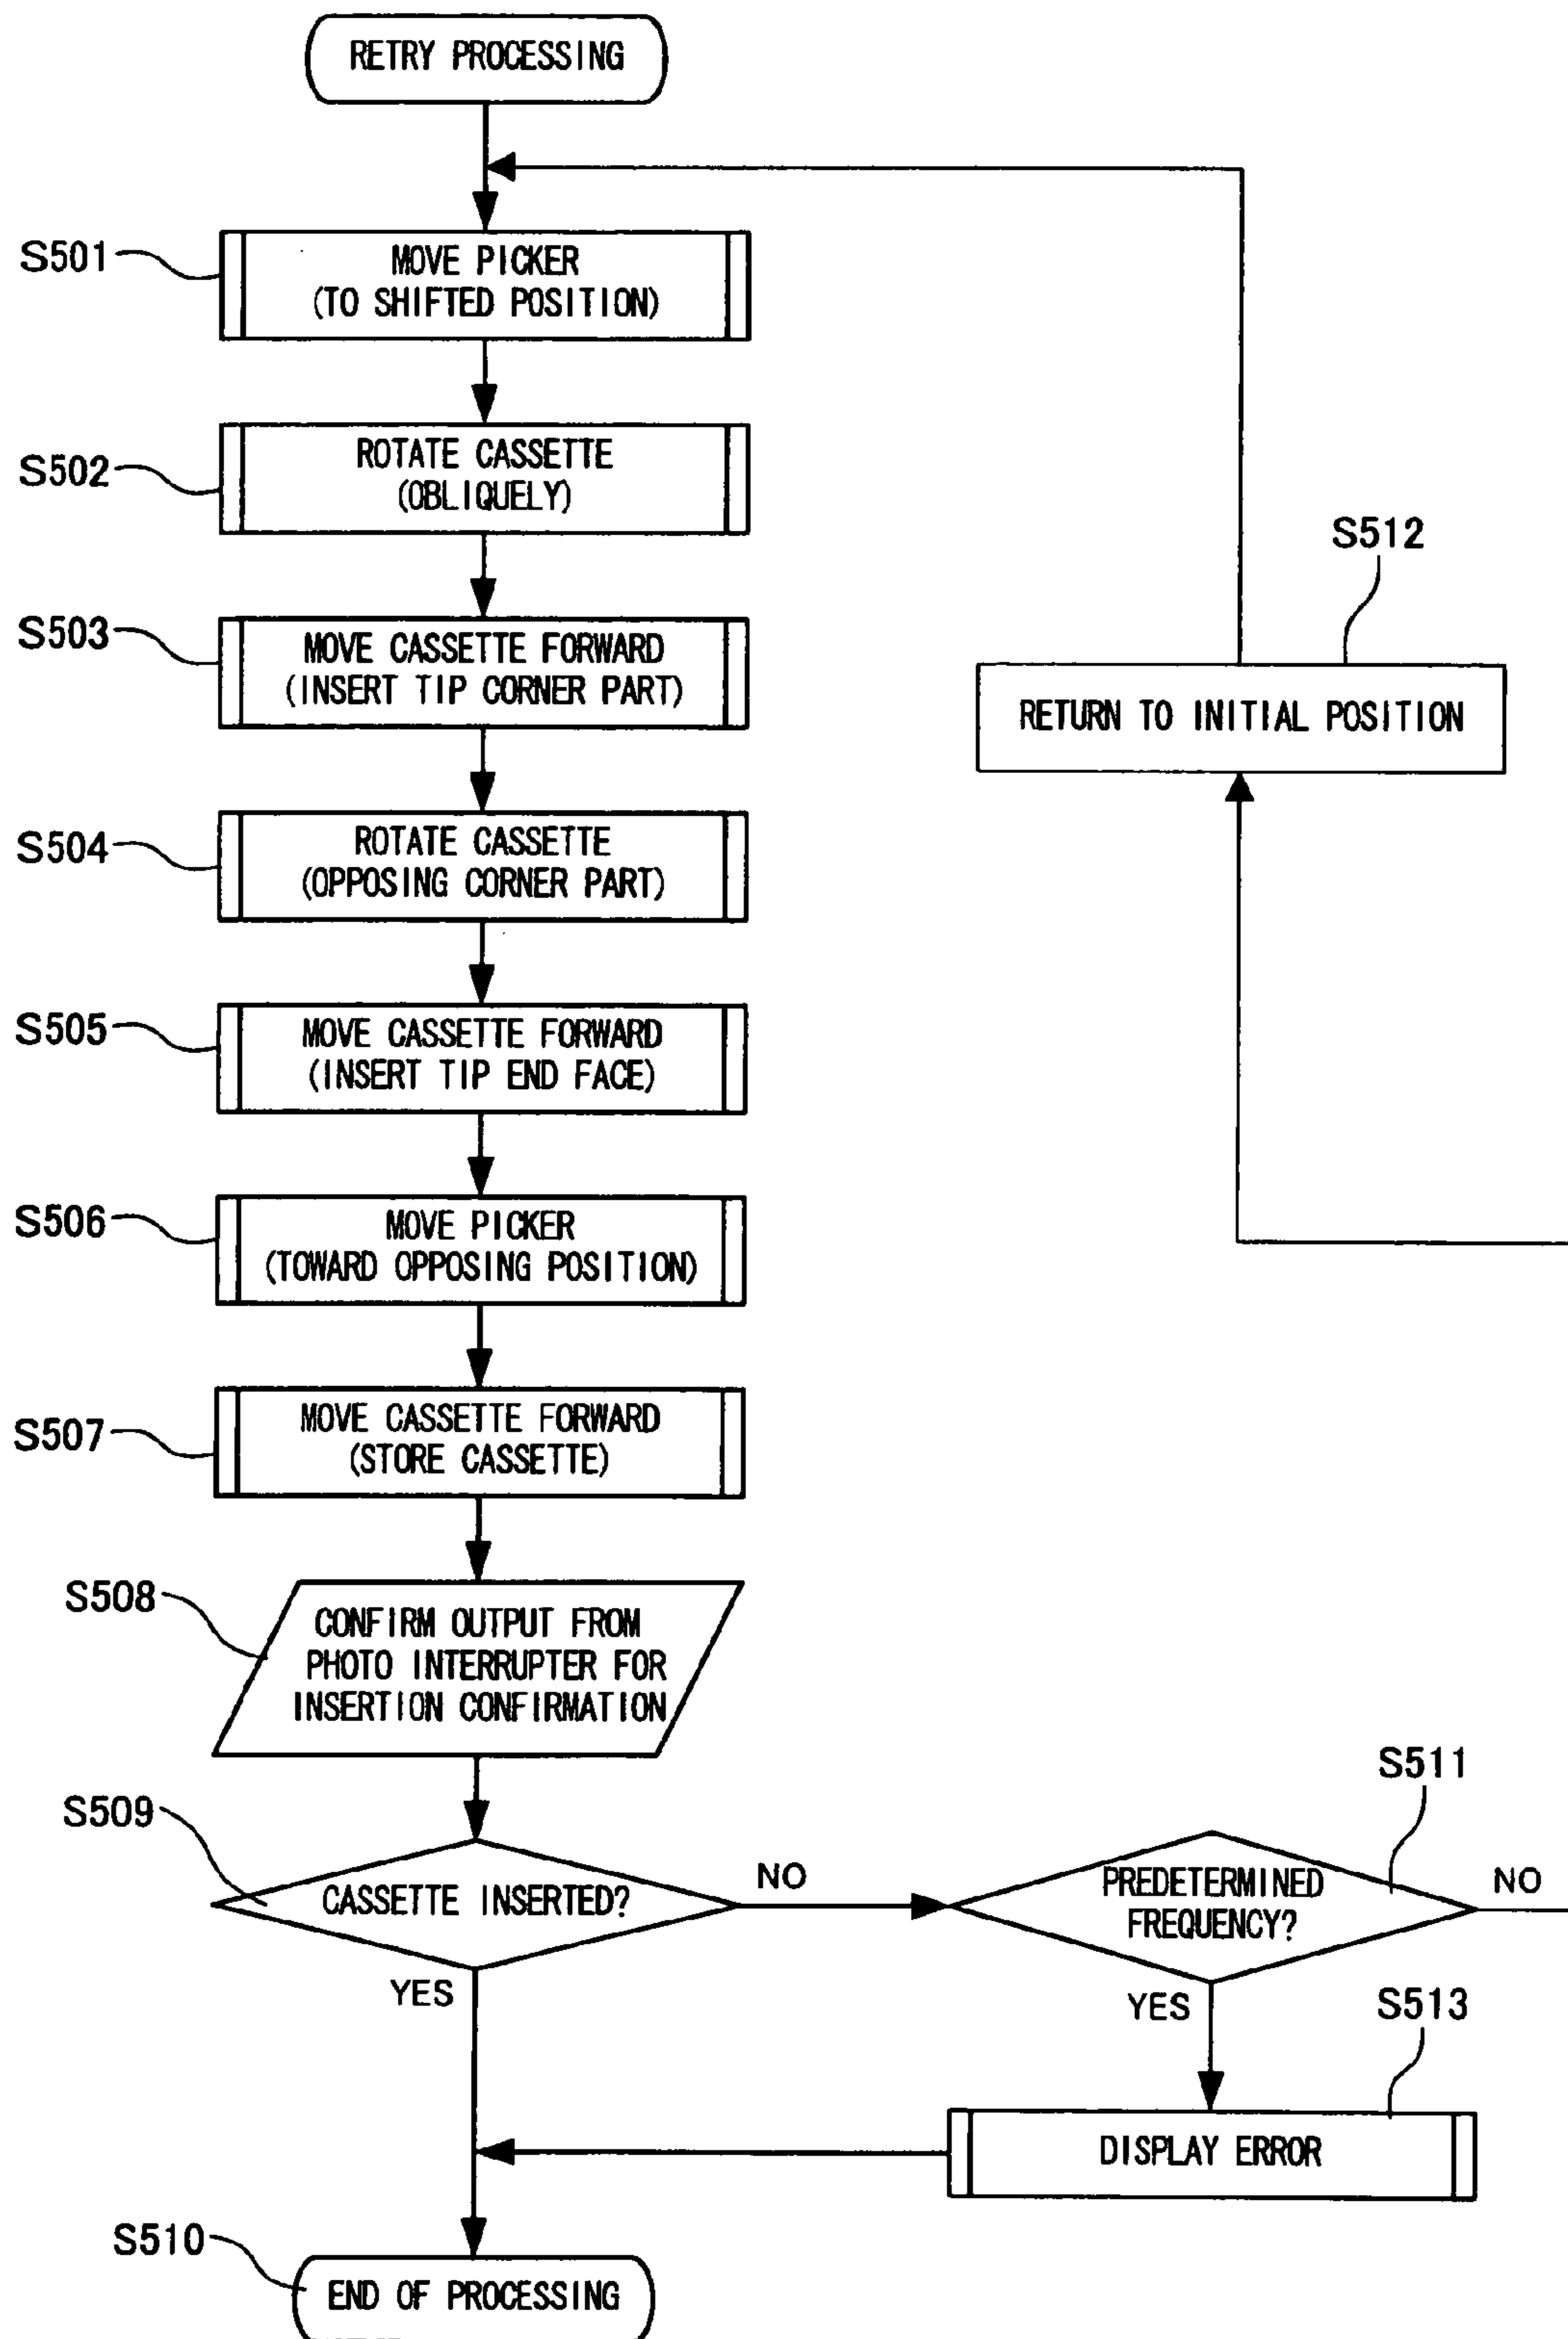 RETRY PROCESSING
S501
MOVE PICKER
(TO SHIFTED POSITION)
S502
ROTATE CASSETTE
(OBLIQUELY)
S512
S503
MOVE CASSETTE FORWARD
(INSERT TIP CORNER PART)
RETURN TO INITIAL POSITION
S504
ROTATE CASSETTE
(OPPOSING CORNER PART)
S505
MOVE CASSETTE FORWARD
(INSERT TIP END FACE)
S506
MOVE PICKER
(TOWARD OPPOSING POSITION)
S507
MOVE CASSETTE FORWARD
(STORE CASSETTE)
S508
CONFIRM OUTPUT FROM
PHOTO INTERRUPTER FOR
INSERTION CONFIRMATION
S509
CASSETTE INSERTED?
NO
YES
S511
PREDETERMINED
FREQUENCY?
NO
YES
S513
DISPLAY ERROR
S510
END OF PROCESSING